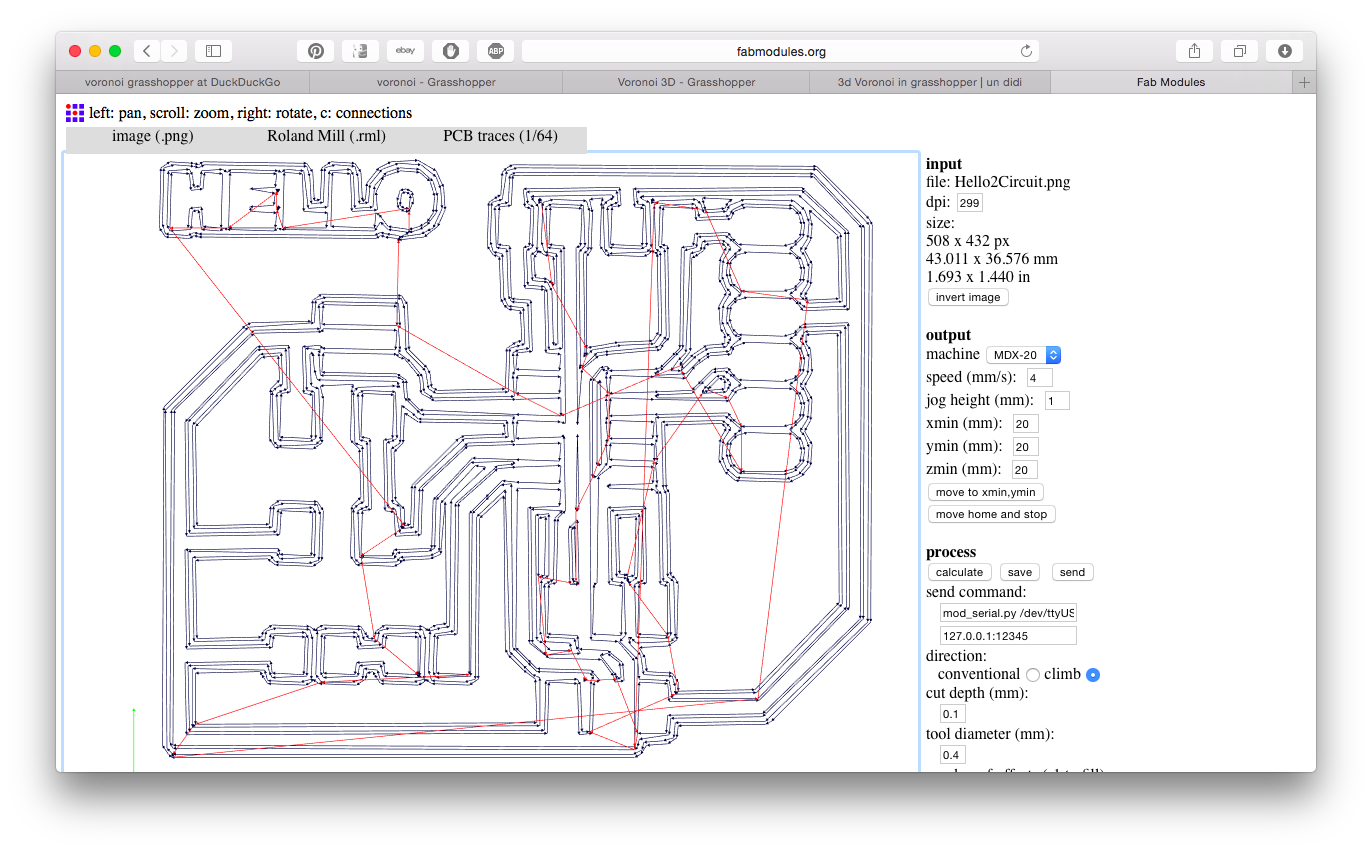 ebay
ABP
fabmodules.org
voronoi grasshopper at DuckDuckGo
voronoi - Grasshopper
Voronoi 3D - Grasshopper
3d Voronoi in grasshopper | un didi
Fab Modules
left: pan, scroll: zoom, right: rotate, c: connections
image (.png)
Roland Mill (.rml)
PCB traces (1/64)
HELLO
input
file: Hello2Circuit.png
dpi: 299
size:
508 x 432 px
43.011 x 36.576 mm
1.693 x 1.440 in
invert image
output
machine MDX-20
speed (mm/s): 4
jog height (mm): 1
xmin (mm): 20
ymin (mm): 20
zmin (mm): 20
move to xmin,ymin
move home and stop
process
calculate save send
send command:
mod_serial.py /dev/ttyUS
127.0.0.1:12345
direction:
conventional climb
cut depth (mm):
0.1
tool diameter (mm):
0.4